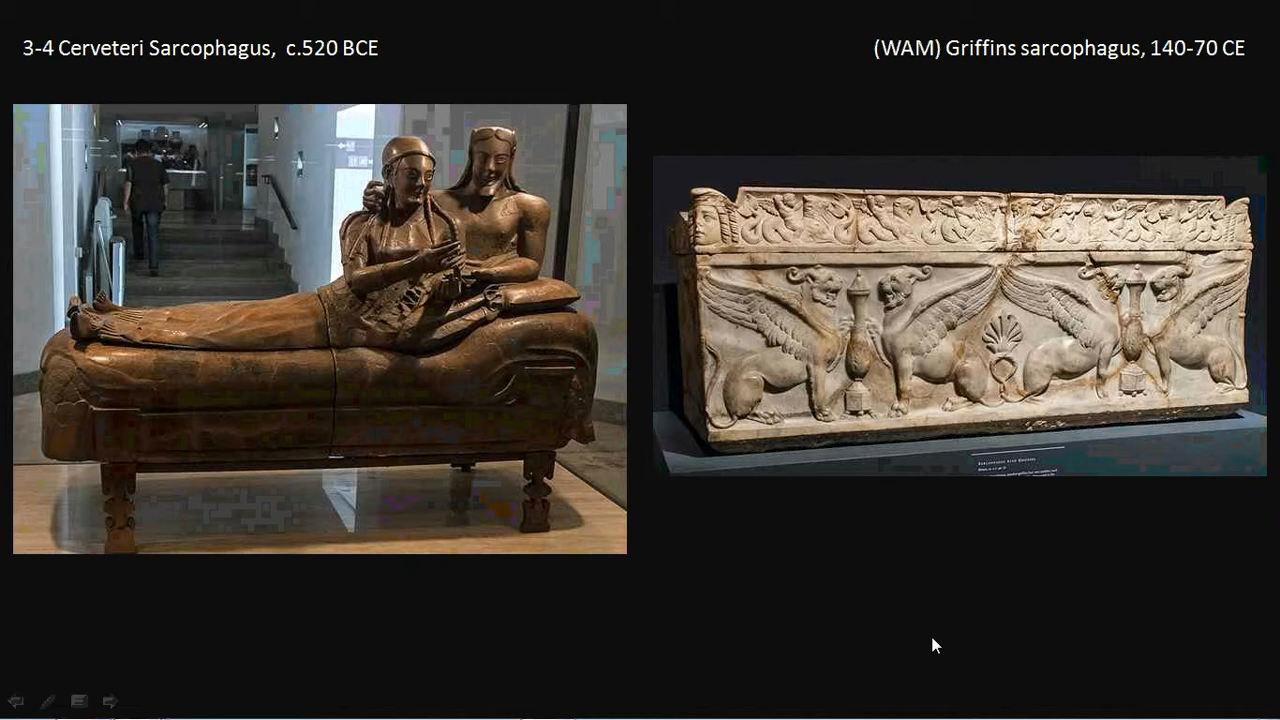 3-4 Cerveteri Sarcophagus, c.520 BCE
(WAM) Griffins sarcophagus, 140-70 CE